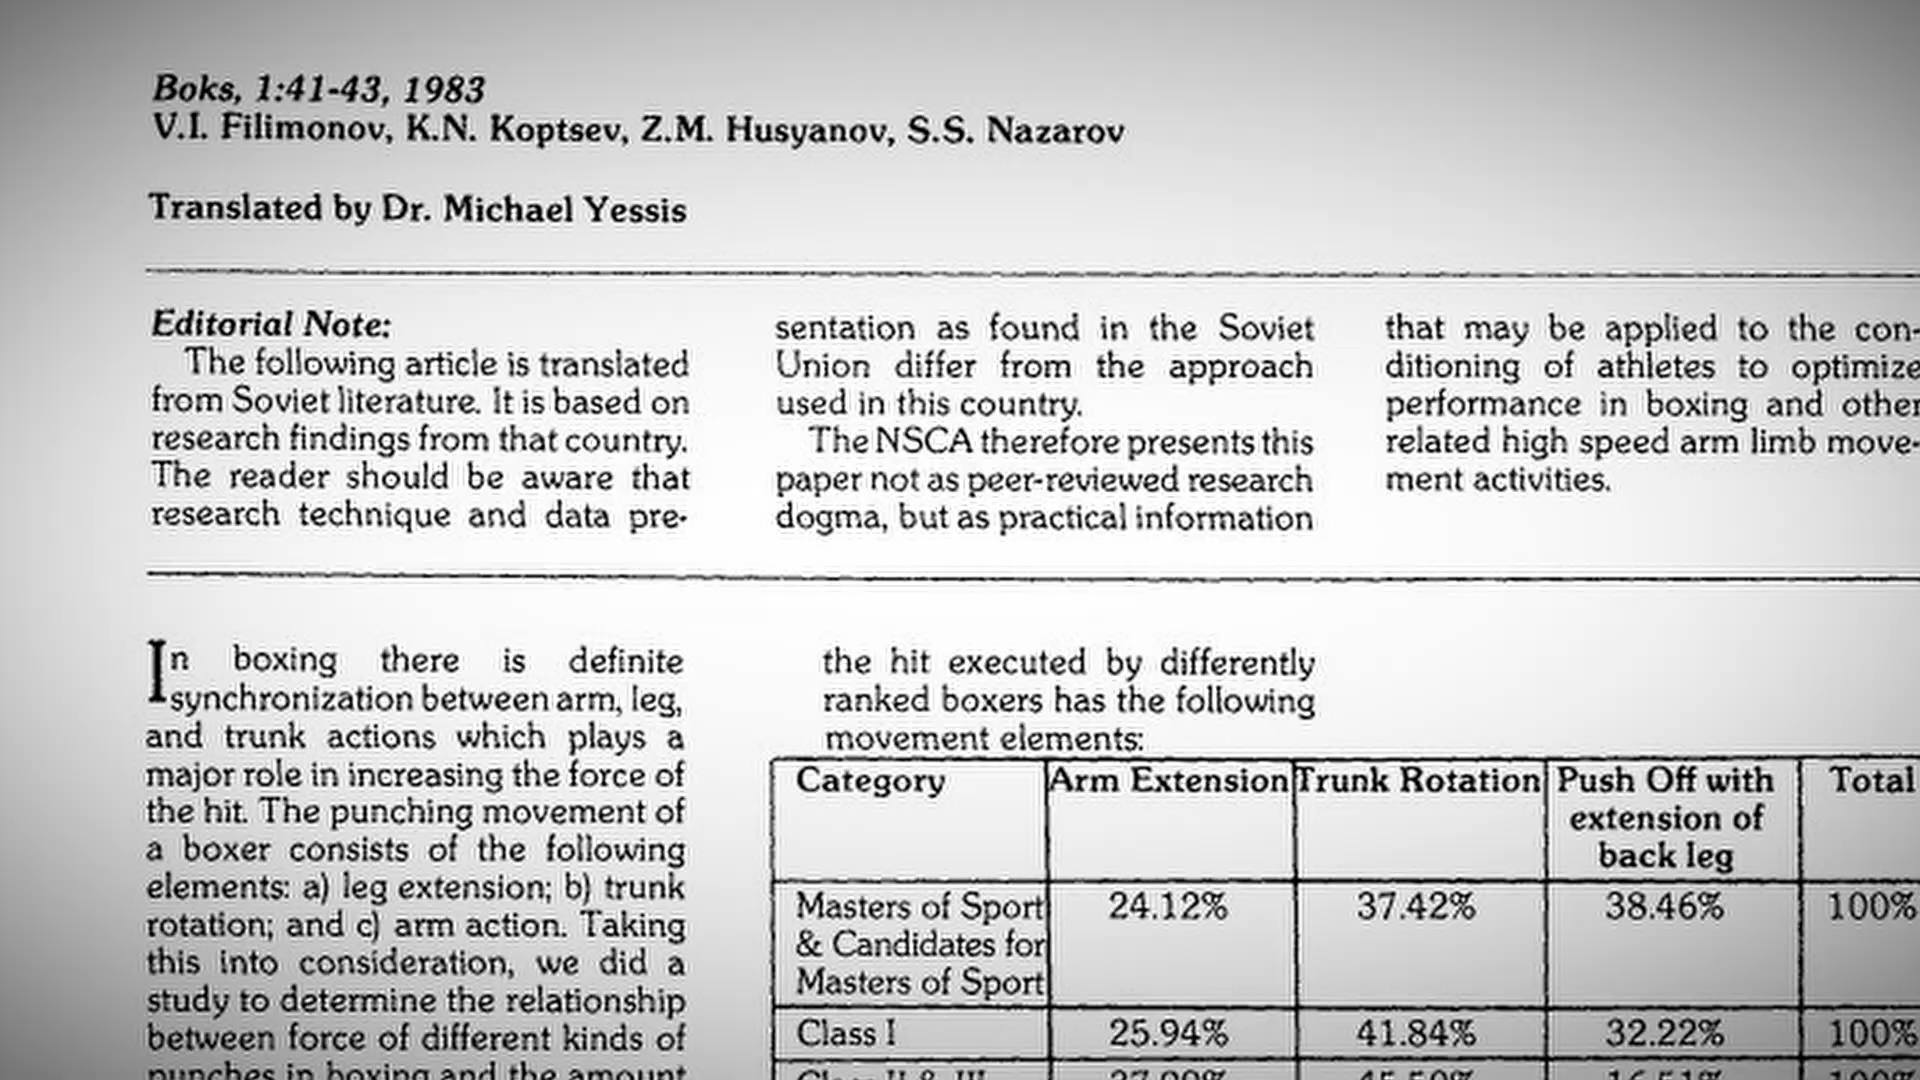 Boks, 1:41-43, 1983
V.I. Filimonov, K.N. Koptsev, Z.M. Husyanov, S.S. Nazarov
Translated by Dr. Michael Yessis
Editorial Note:
The following article is translated
from Soviet literature. It is based on
research findings from that country.
The reader should be aware that
research technique and data pre-
sentation as found in the Soviet
Union differ from the approach
used in this country.
The NSCA therefore presents this
paper not as peer-reviewed research
dogma, but as practical information
that may be applied to the con-
ditioning of athletes to optimize
performance in boxing and other
related high speed arm limb move-
ment activities.
In boxing there is definite
synchronization between arm, leg,
and trunk actions which plays a
major role in increasing the force of
the hit. The punching movement of
a boxer consists of the following
elements: a) leg extension; b) trunk
rotation; and c) arm action. Taking
this into consideration, we did a
study to determine the relationship
between force of different kinds of
punches in boxing and the amount
the hit executed by differently
ranked boxers has the following
movement elements:
Category Arm Extension Trunk Rotation Push Off with Total
extension of
back leg
Masters of Sport 24.12% 37.42% 38.46% 100%
& Candidates for
Masters of Sport
Class I 25.94% 41.84% 32.22% 100%
Class II & III 100%